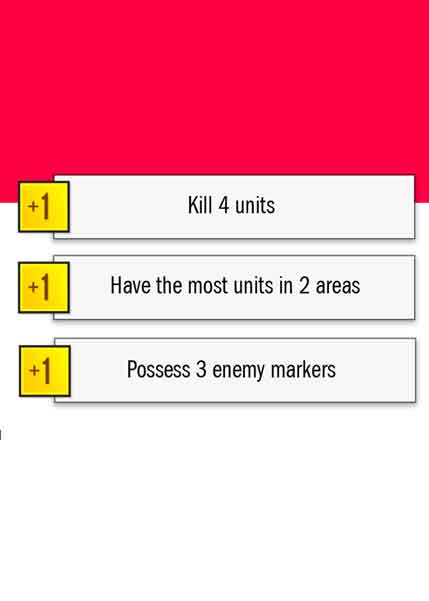 +1 Kill 4 units
+1 Have the most units in 2 areas
+1 Possess 3 enemy markers